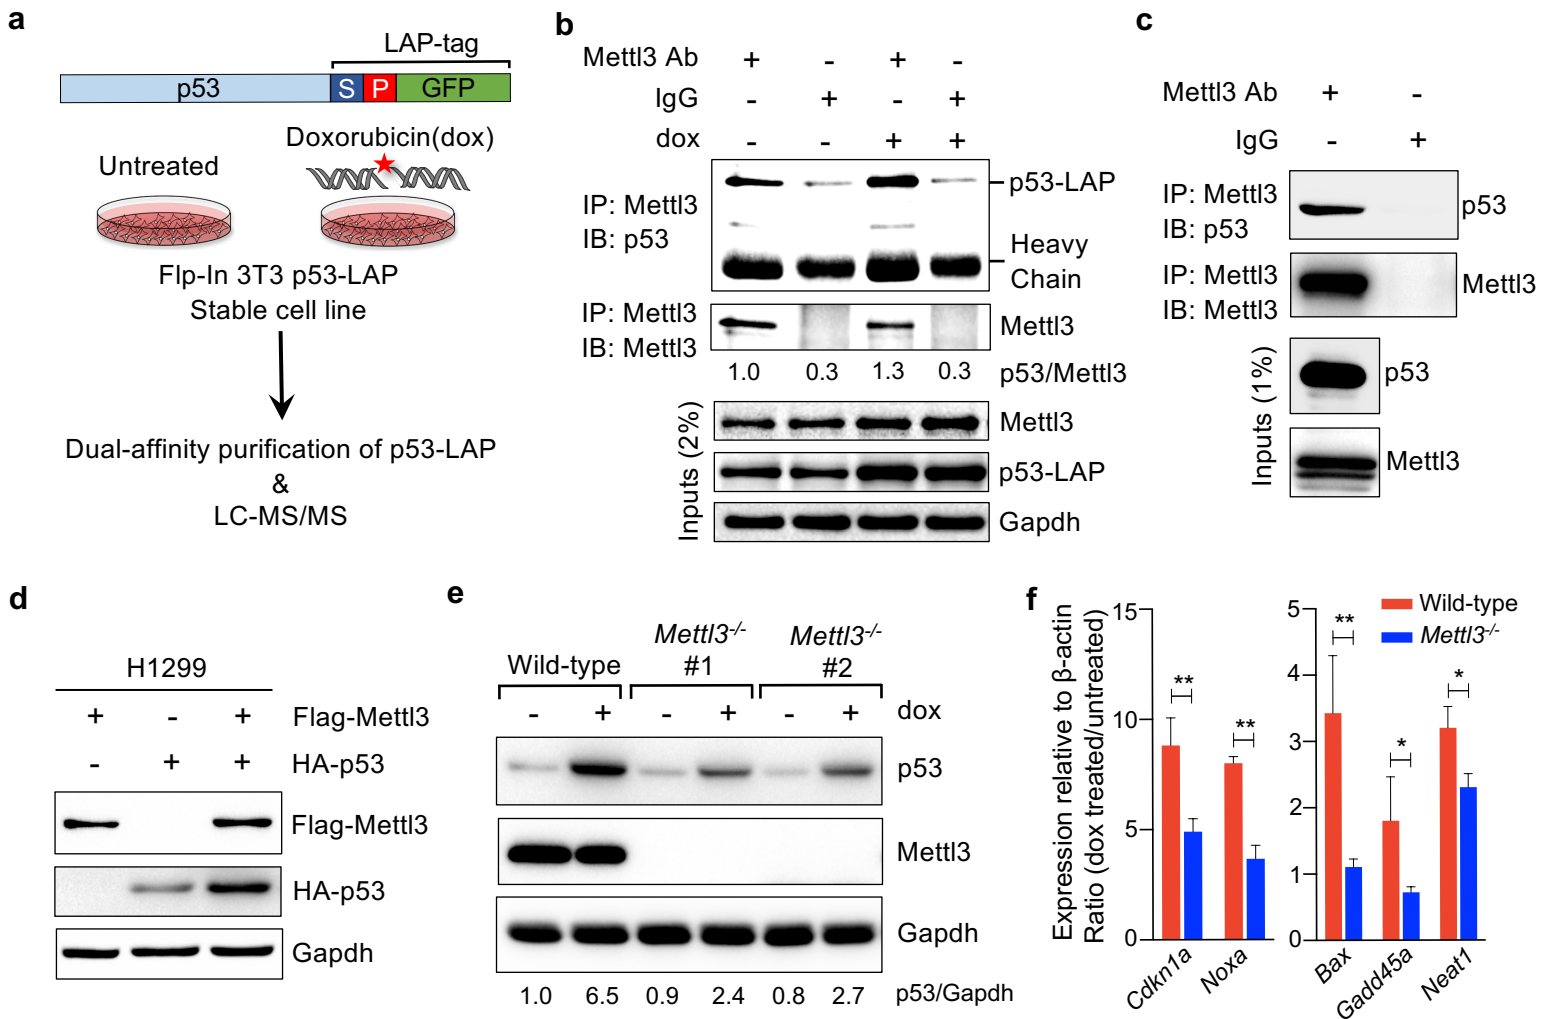 a
LAP-tag
p53 S P GFP
Untreated
Doxorubicin(dox)
Flp-In 3T3 p53-LAP
Stable cell line
Dual-affinity purification of p53-LAP
&
LC-MS/MS
b
Mettl3 Ab + - + -
IgG - + - +
dox - - + +
IP: Mettl3
IB: p53
p53-LAP
Heavy
Chain
IP: Mettl3
IB: Mettl3
Mettl3
1.0 0.3 1.3 0.3 p53/Mettl3
Inputs (2%)
Mettl3
p53-LAP
Gapdh
c
Mettl3 Ab + -
IgG - +
IP: Mettl3
IB: p53
p53
IP: Mettl3
IB: Mettl3
Mettl3
Inputs (1%)
p53
Mettl3
d
H1299
+ - + Flag-Mettl3
- + + HA-p53
Flag-Mettl3
HA-p53
Gapdh
e
Wild-type
Mettl3-/-
#1
Mettl3-/-
#2
- + - + - + dox
p53
Mettl3
Gapdh
1.0 6.5 0.9 2.4 0.8 2.7 p53/Gapdh
f
Expression relative to β-actin
Ratio (dox treated/untreated)
15
10
5
0
** **
Cdkn1a
Noxa
5
4
3
2
1
0
** * *
Bax
Gadd45a
Neat1
Wild-type
Mettl3-/-